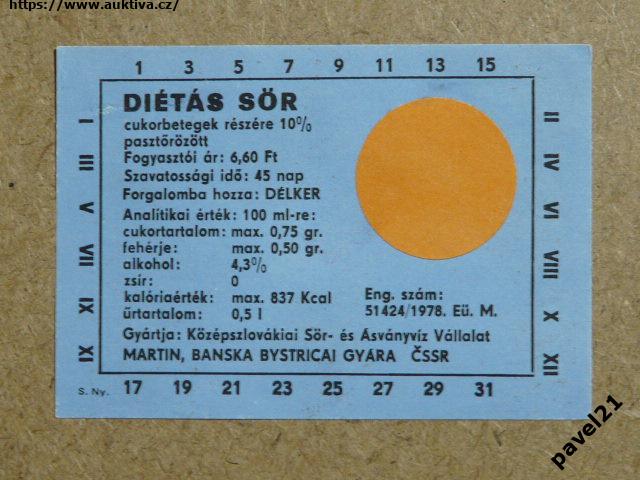 https://www.auktiva.cz/
1 3 5 7 9 11 13 15
DIÉTÁS SÖR
cukorbetegek részére 10%
pasztőrözött
Fogyasztói ár: 6,60 Ft
Szavatossági idő: 45 nap
Forgalomba hozza: DÉLKER
Analítikai érték: 100 ml-re:
cukortartalom: max. 0,75 gr.
fehérje: max. 0,50 gr.
alkohol: 4,3%
zsír: 0
kalóriaérték: max. 837 Kcal
űrtartalom: 0,5 l
Eng. szám:
51424/1978. Eü. M.
Gyártja: Középszlovákiai Sör- és Ásványvíz Vállalat
MARTIN, BANSKA BYSTRICAI GYÁRA ČSSR
I III V VII IX XI
II IV VI VIII X XII
S. Ny.
17 19 21 23 25 27 29 31
pavel21